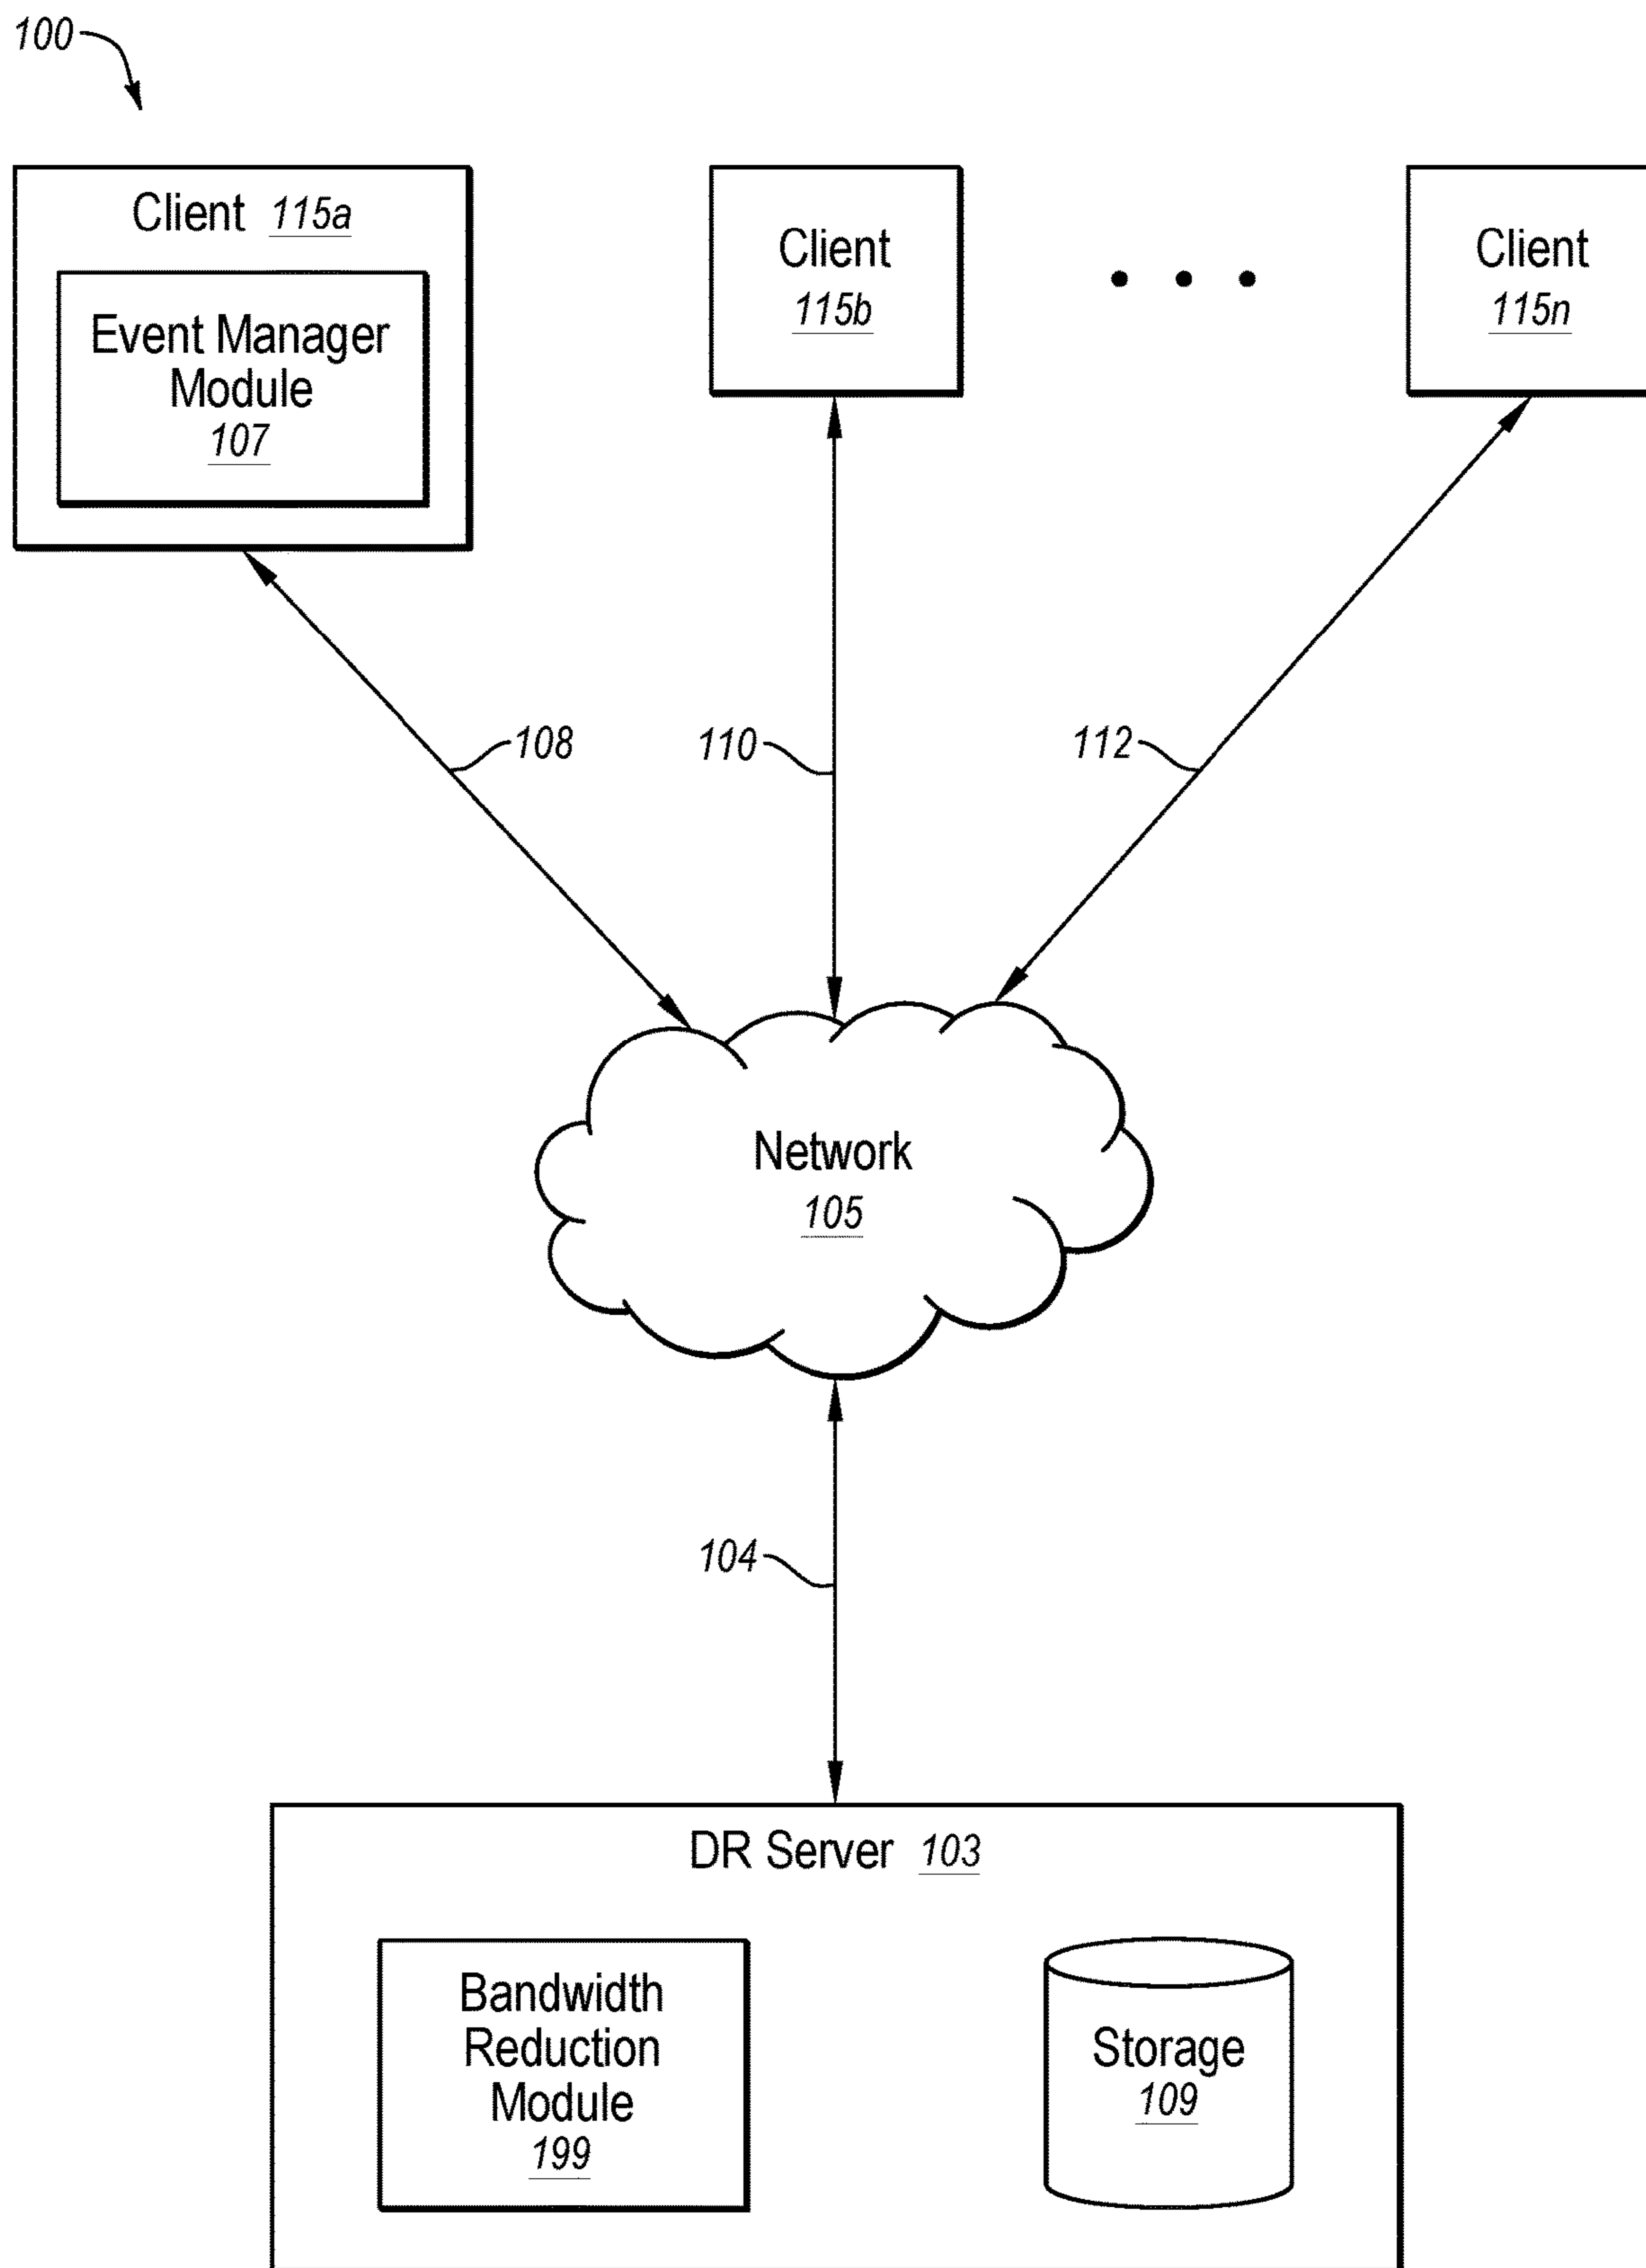 100
Client 115a
Event Manager
Module
107
Client
115b
Client
115n
108
110
112
Network
105
104
DR Server 103
Bandwidth
Reduction
Module
199
Storage
109